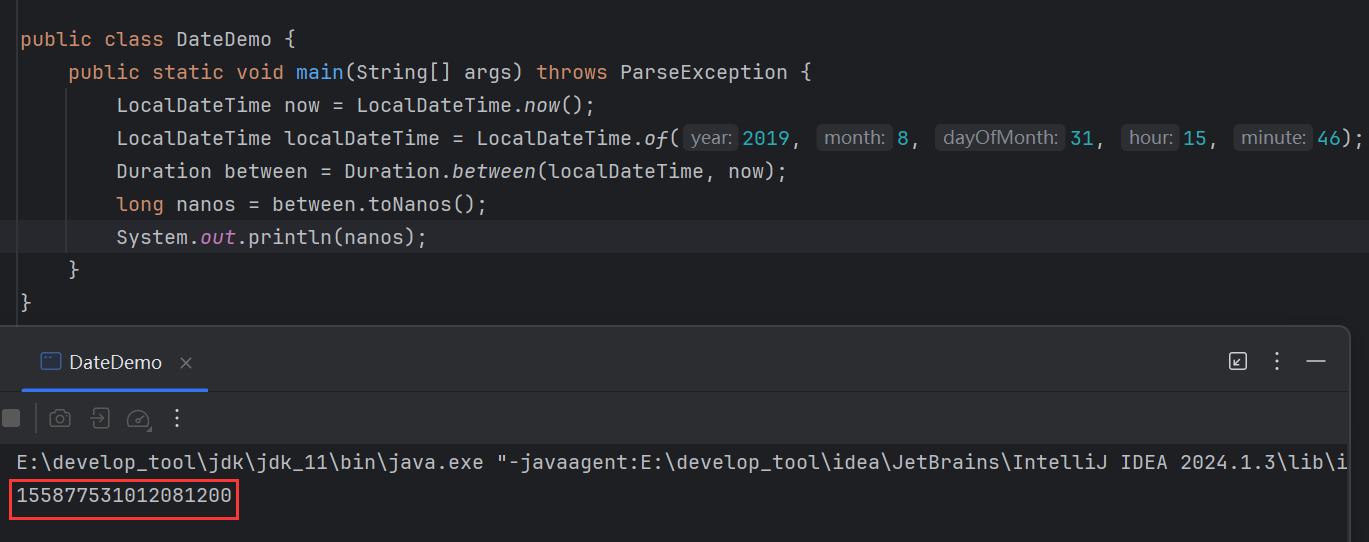 public class DateDemo {
public static void main(String[] args) throws ParseException {
LocalDateTime now = LocalDateTime.now();
LocalDateTime localDateTime = LocalDateTime.of( year: 2019, month: 8, dayOfMonth: 31, hour: 15, minute: 46);
Duration between = Duration.between(localDateTime, now);
long nanos = between.toNanos();
System.out.println(nanos);
}
}
DateDemo
E:\develop_tool\jdk\jdk_11\bin\java.exe "-javaagent:E:\develop_tool\idea\JetBrains\IntelliJ IDEA 2024.1.3\lib\i
155877531012081200